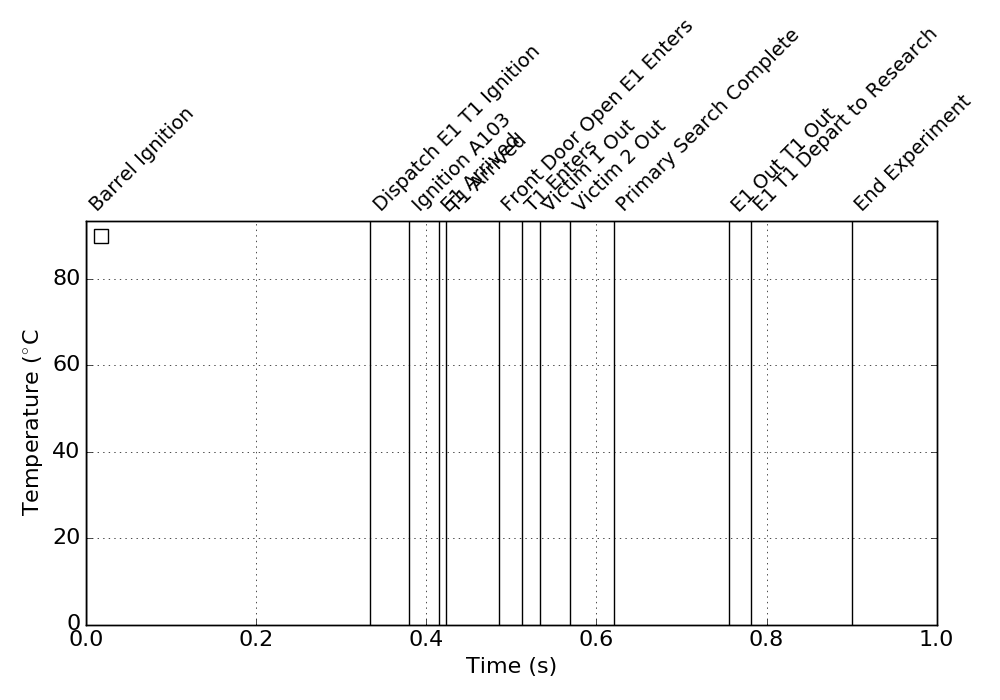 Barrel Ignition
Dispatch E1 T1 Ignition
Ignition A103
E1 Arrived
T1 Arrived
Front Door Open E1 Enters
T1 Enters
Victim 1 Out
Victim 2 Out
Primary Search Complete
E1 Out T1 Out
E1 T1 Depart to Research
End Experiment
80
60
40
20
0
Temperature (°C
0.0 0.2 0.4 0.6 0.8 1.0
Time (s)